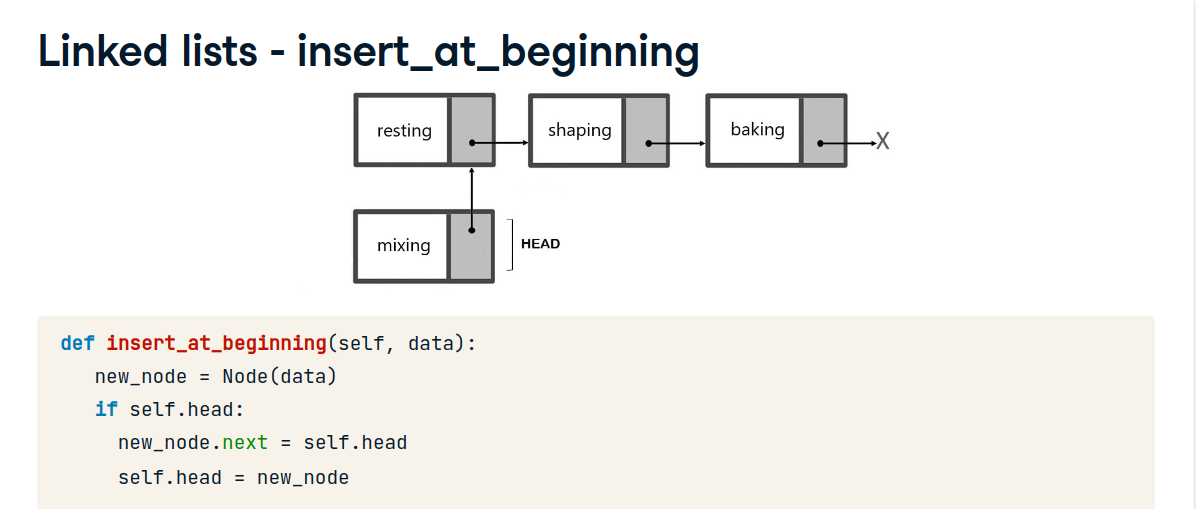 Linked lists - insert_at_beginning
resting
shaping
baking
X
mixing
HEAD
def insert_at_beginning(self, data):
new_node = Node(data)
if self.head:
new_node.next = self.head
self.head = new_node